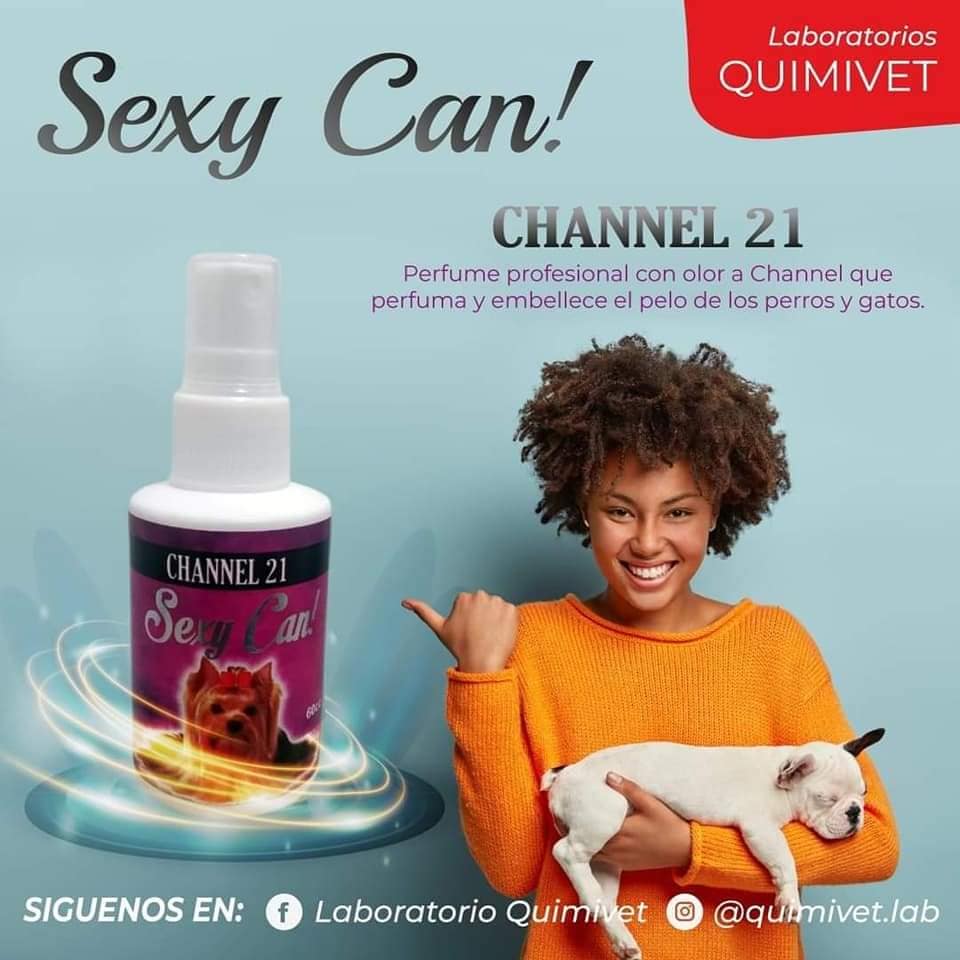 Laboratorios
QUIMIVET
Sexy Can!
CHANNEL 21
Perfume profesional con olor a Channel que
perfuma y embellece el pelo de los perros y gatos.
CHANNEL 21
Sexy Can!
SIGUENOS EN: Laboratorio Quimivet @quimivet.lab